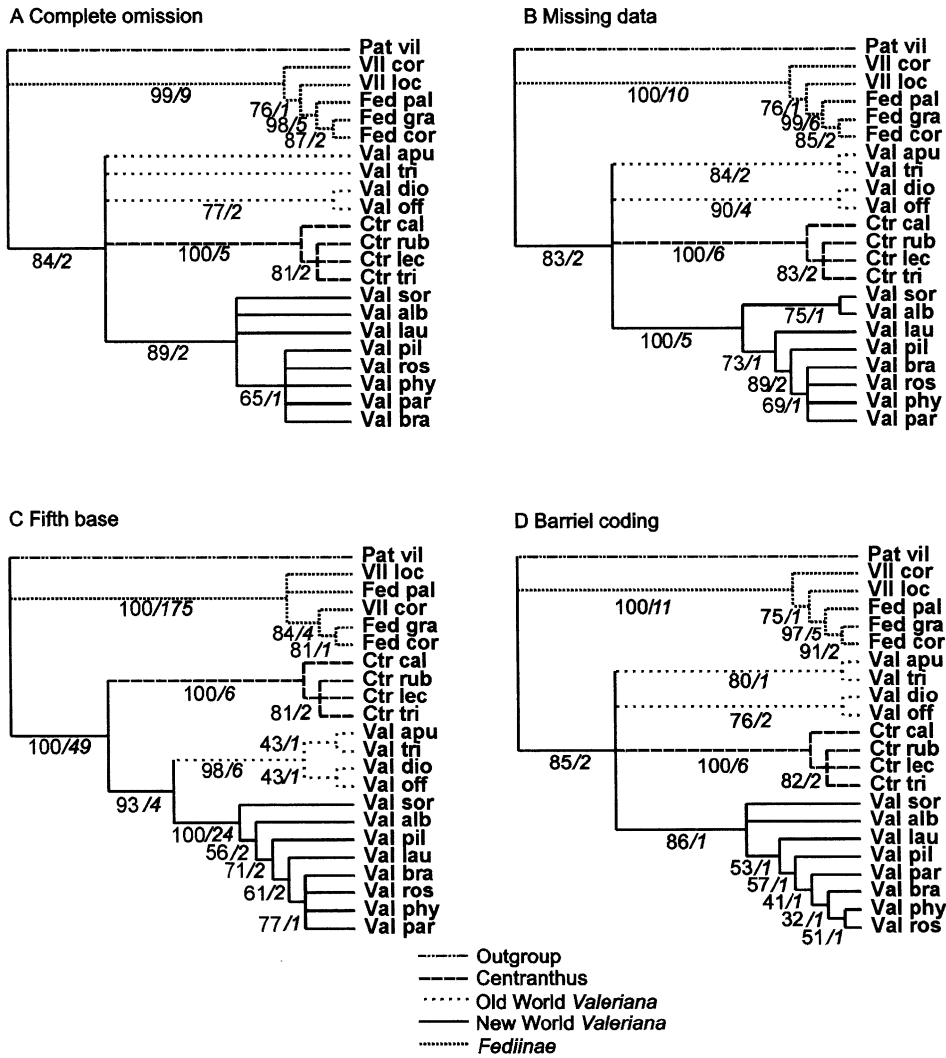 A Complete omission
Pat vil
Vll cor
Vll loc
Fed pal
Fed gra
Fed cor
Val apu
Val tri
Val dio
Val off
Ctr cal
Ctr rub
Ctr lec
Ctr tri
Val sor
Val alb
Val lau
Val pil
Val ros
Val phy
Val par
Val bra
99/9
76/1
98/5
87/2
77/2
84/2
100/5
81/2
89/2
65/1
B Missing data
Pat vil
Vll cor
Vll loc
Fed pal
Fed gra
Fed cor
Val apu
Val tri
Val dio
Val off
Ctr cal
Ctr rub
Ctr lec
Ctr tri
Val sor
Val alb
Val lau
Val pil
Val bra
Val ros
Val phy
Val par
100/10
76/1
99/6
85/2
84/2
90/4
83/2
100/6
83/2
75/1
100/5
73/1
89/2
69/1
C Fifth base
Pat vil
Vll loc
Fed pal
Vll cor
Fed gra
Fed cor
Ctr cal
Ctr rub
Ctr lec
Ctr tri
Val apu
Val tri
Val dio
Val off
Val sor
Val alb
Val pil
Val lau
Val bra
Val ros
Val phy
Val par
100/175
84/4
81/1
100/6
81/2
100/49
43/1
98/6
43/1
93/4
100/24
56/2
71/2
61/2
77/1
D Barriel coding
Pat vil
Vll cor
Vll loc
Fed pal
Fed gra
Fed cor
Val apu
Val tri
Val dio
Val off
Ctr cal
Ctr rub
Ctr lec
Ctr tri
Val sor
Val alb
Val lau
Val pil
Val par
Val bra
Val phy
Val ros
100/11
75/1
97/5
91/2
80/1
76/2
85/2
100/6
82/2
86/1
53/1
57/1
41/1
32/1
51/1
Outgroup
Centranthus
Old World Valeriana
New World Valeriana
Fediinae